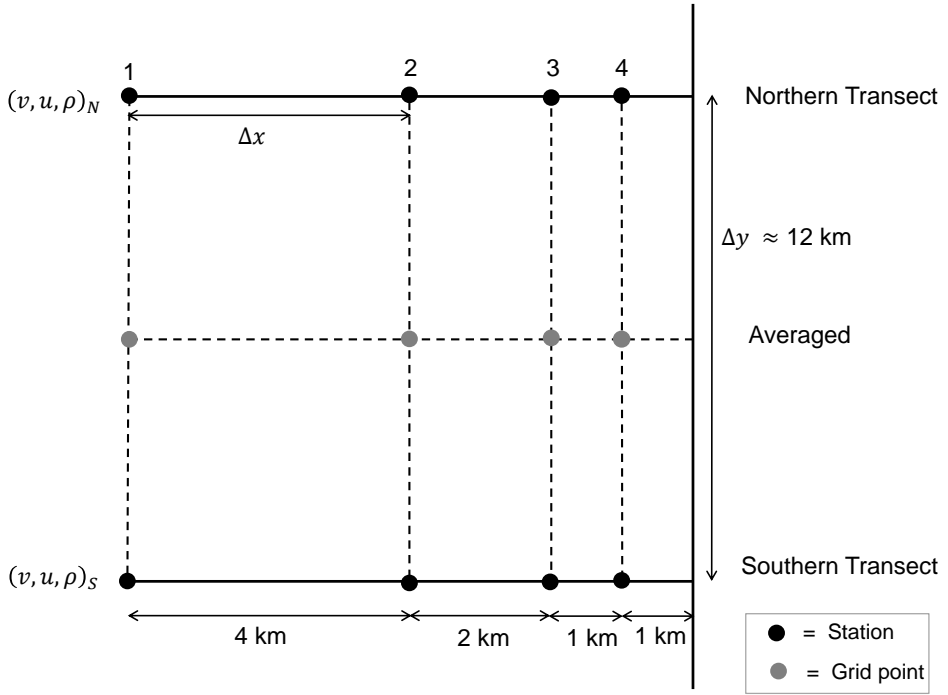 1
2
3
4
(v, u, ρ)_N
Northern Transect
Δx
Δy ≈ 12 km
Averaged
(v, u, ρ)_S
Southern Transect
4 km
2 km
1 km
1 km
= Station
= Grid point